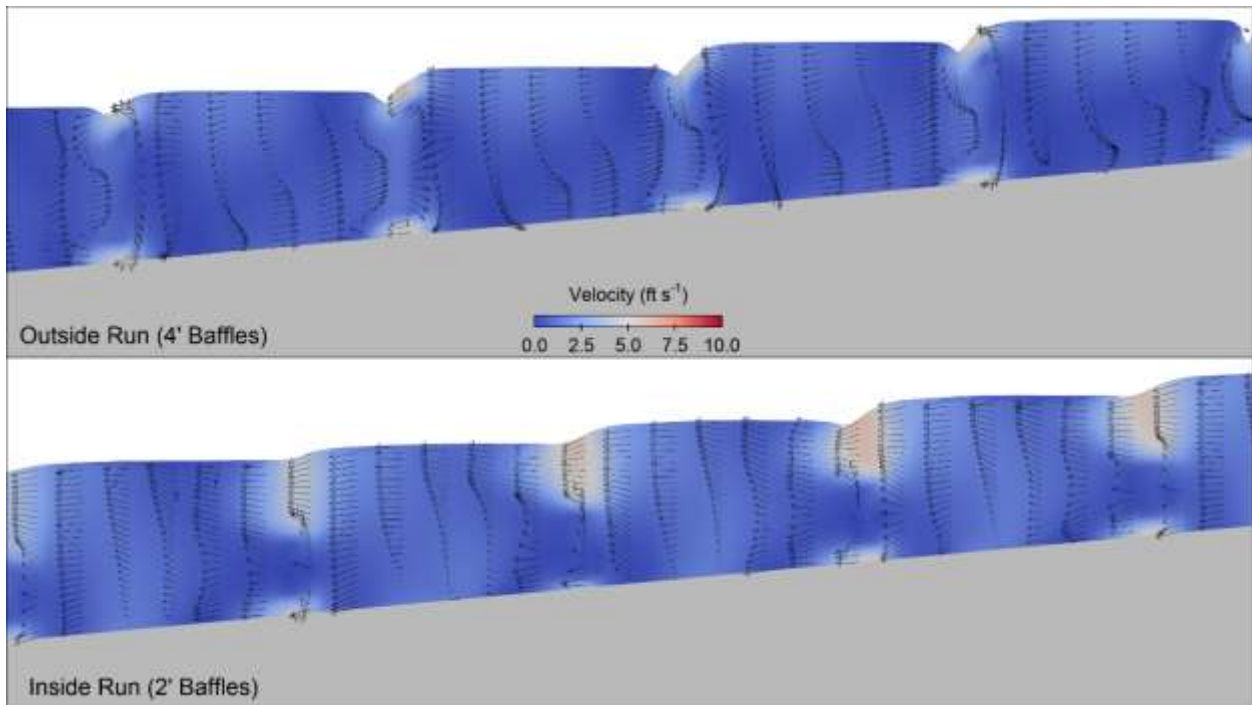 Velocity (ft s⁻¹)
0.0 2.5 5.0 7.5 10.0
Outside Run (4' Baffles)
Inside Run (2' Baffles)